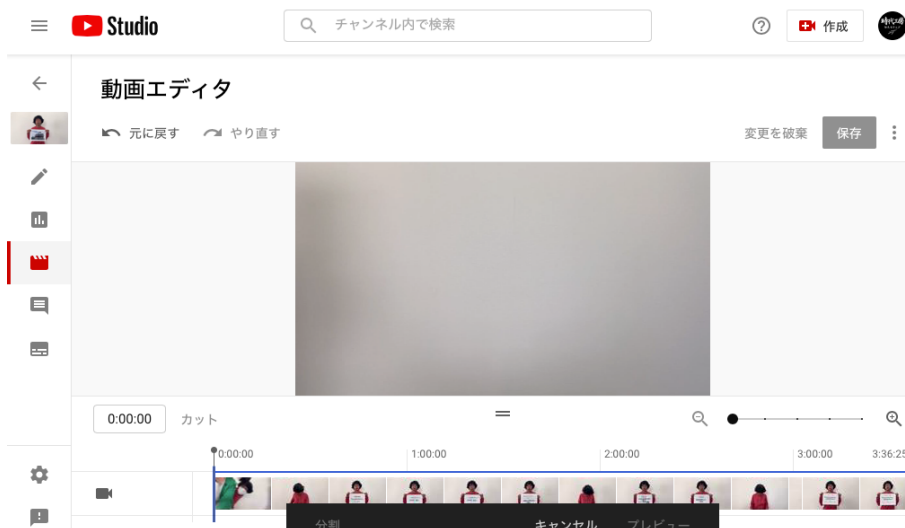 Studio
チャンネル内で検索
作成
動画エディタ
元に戻す
やり直す
変更を破棄
保存
0:00:00
カット
0:00:00
1:00:00
2:00:00
3:00:00
3:36:25
分割
キャンセル
プレビュー